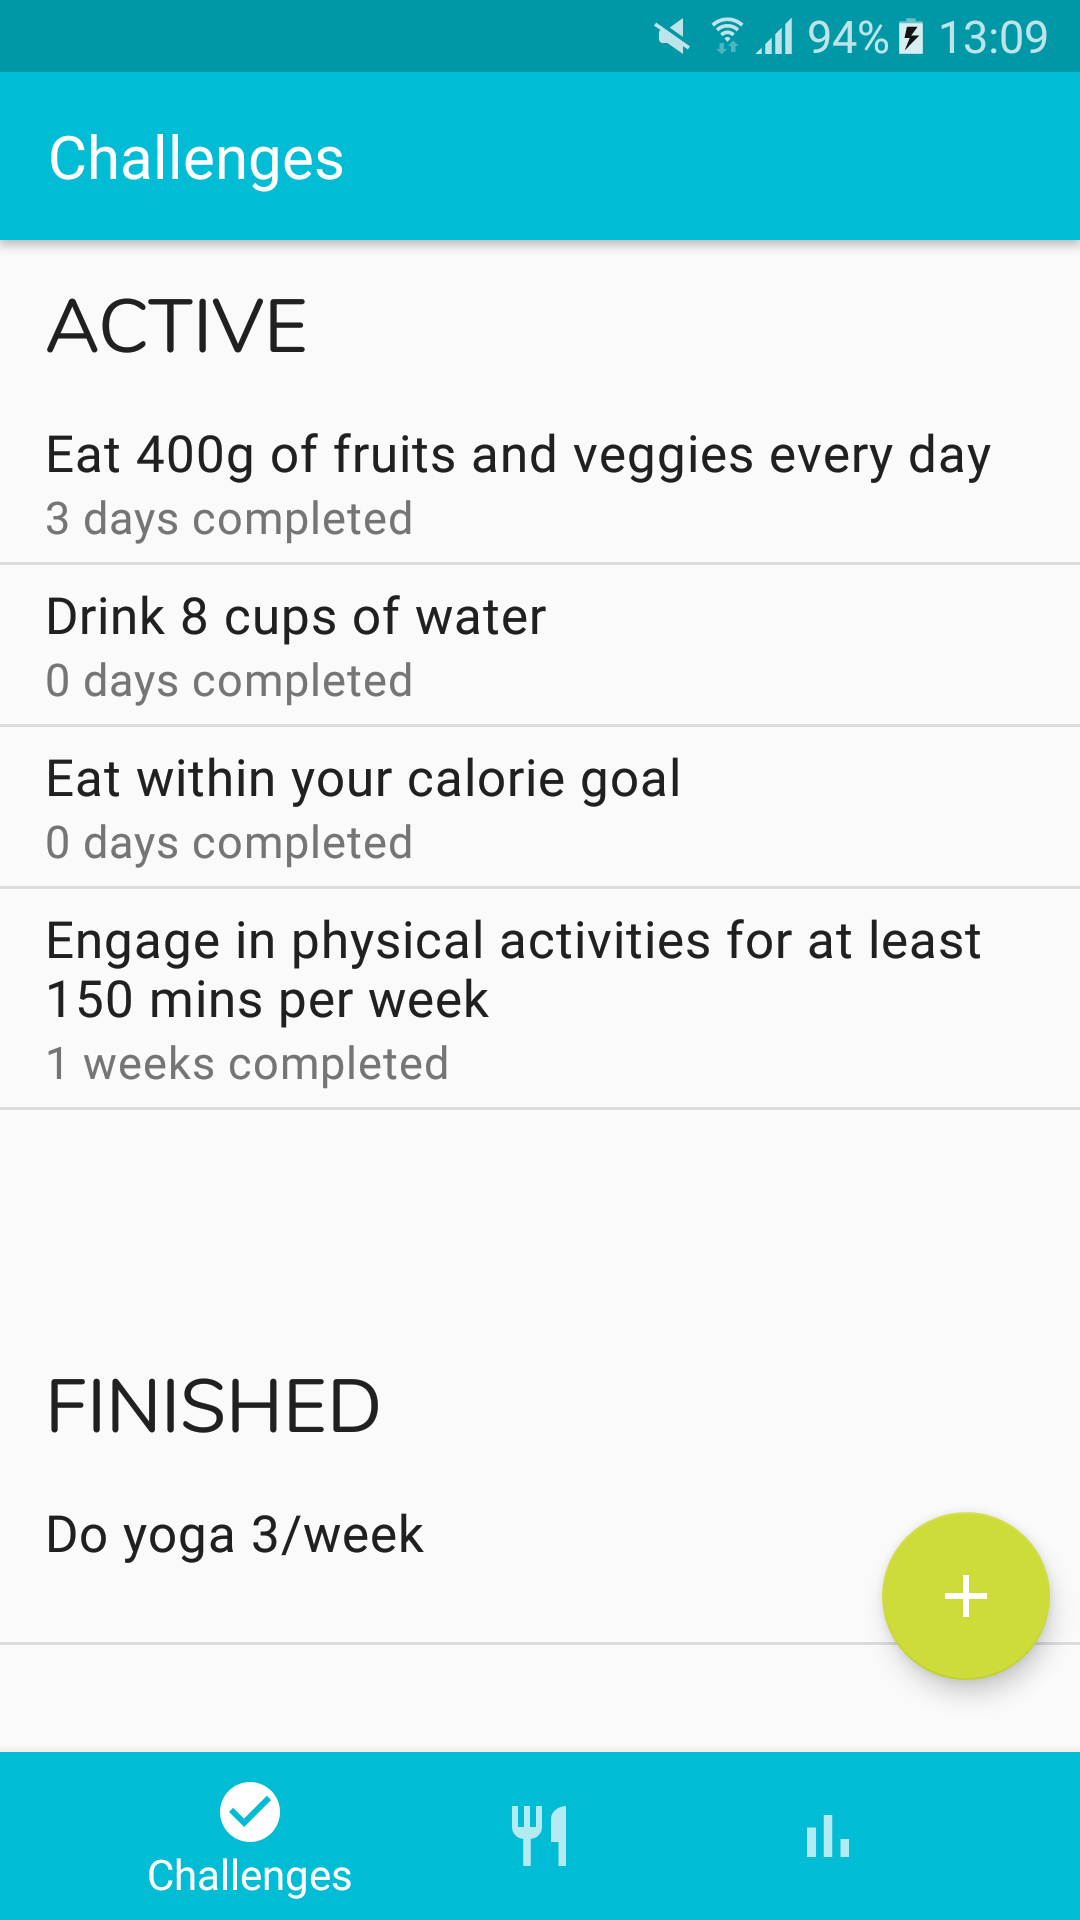 94% 13:09
Challenges
ACTIVE
Eat 400g of fruits and veggies every day
3 days completed
Drink 8 cups of water
0 days completed
Eat within your calorie goal
0 days completed
Engage in physical activities for at least
150 mins per week
1 weeks completed
FINISHED
Do yoga 3/week
Challenges